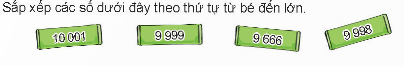 Sắp xếp các số dưới đây theo thứ tự từ bé đến lớn.
10 001 9 999 9 666 9 998